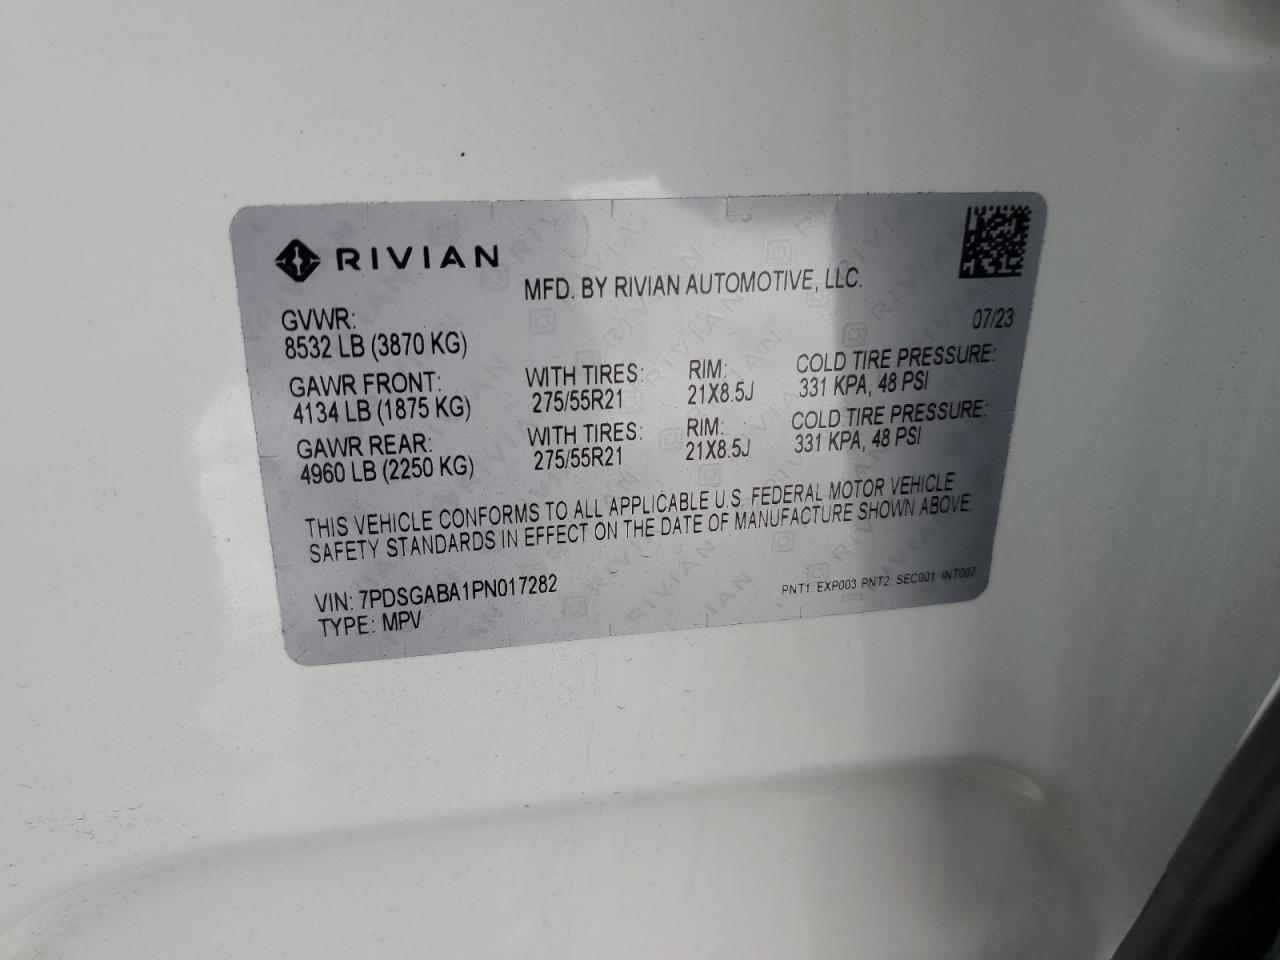 RIVIAN
MFD. BY RIVIAN AUTOMOTIVE, LLC.
07/23
GVWR:
8532 LB (3870 KG)
GAWR FRONT: WITH TIRES: RIM: COLD TIRE PRESSURE:
4134 LB (1875 KG) 275/55R21 21X8.5J 331 KPA, 48 PSI
GAWR REAR: WITH TIRES: RIM: COLD TIRE PRESSURE:
4960 LB (2250 KG) 275/55R21 21X8.5J 331 KPA, 48 PSI
THIS VEHICLE CONFORMS TO ALL APPLICABLE U.S. FEDERAL MOTOR VEHICLE
SAFETY STANDARDS IN EFFECT ON THE DATE OF MANUFACTURE SHOWN ABOVE.
VIN: 7PDSGABA1PN017282
TYPE: MPV
PNT1: EXP003 PNT2: SEC001 INT007